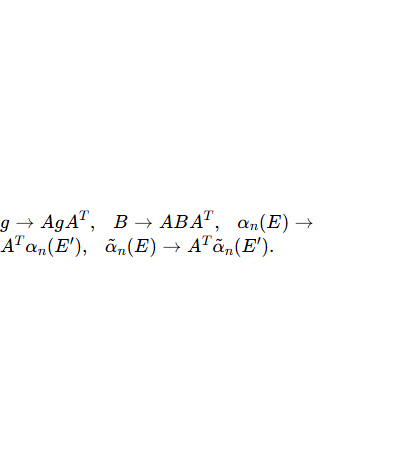 g → AgA^T,   B → ABA^T,   α_n(E) →
A^T α_n(E′),   α̃_n(E) → A^T α̃_n(E′).